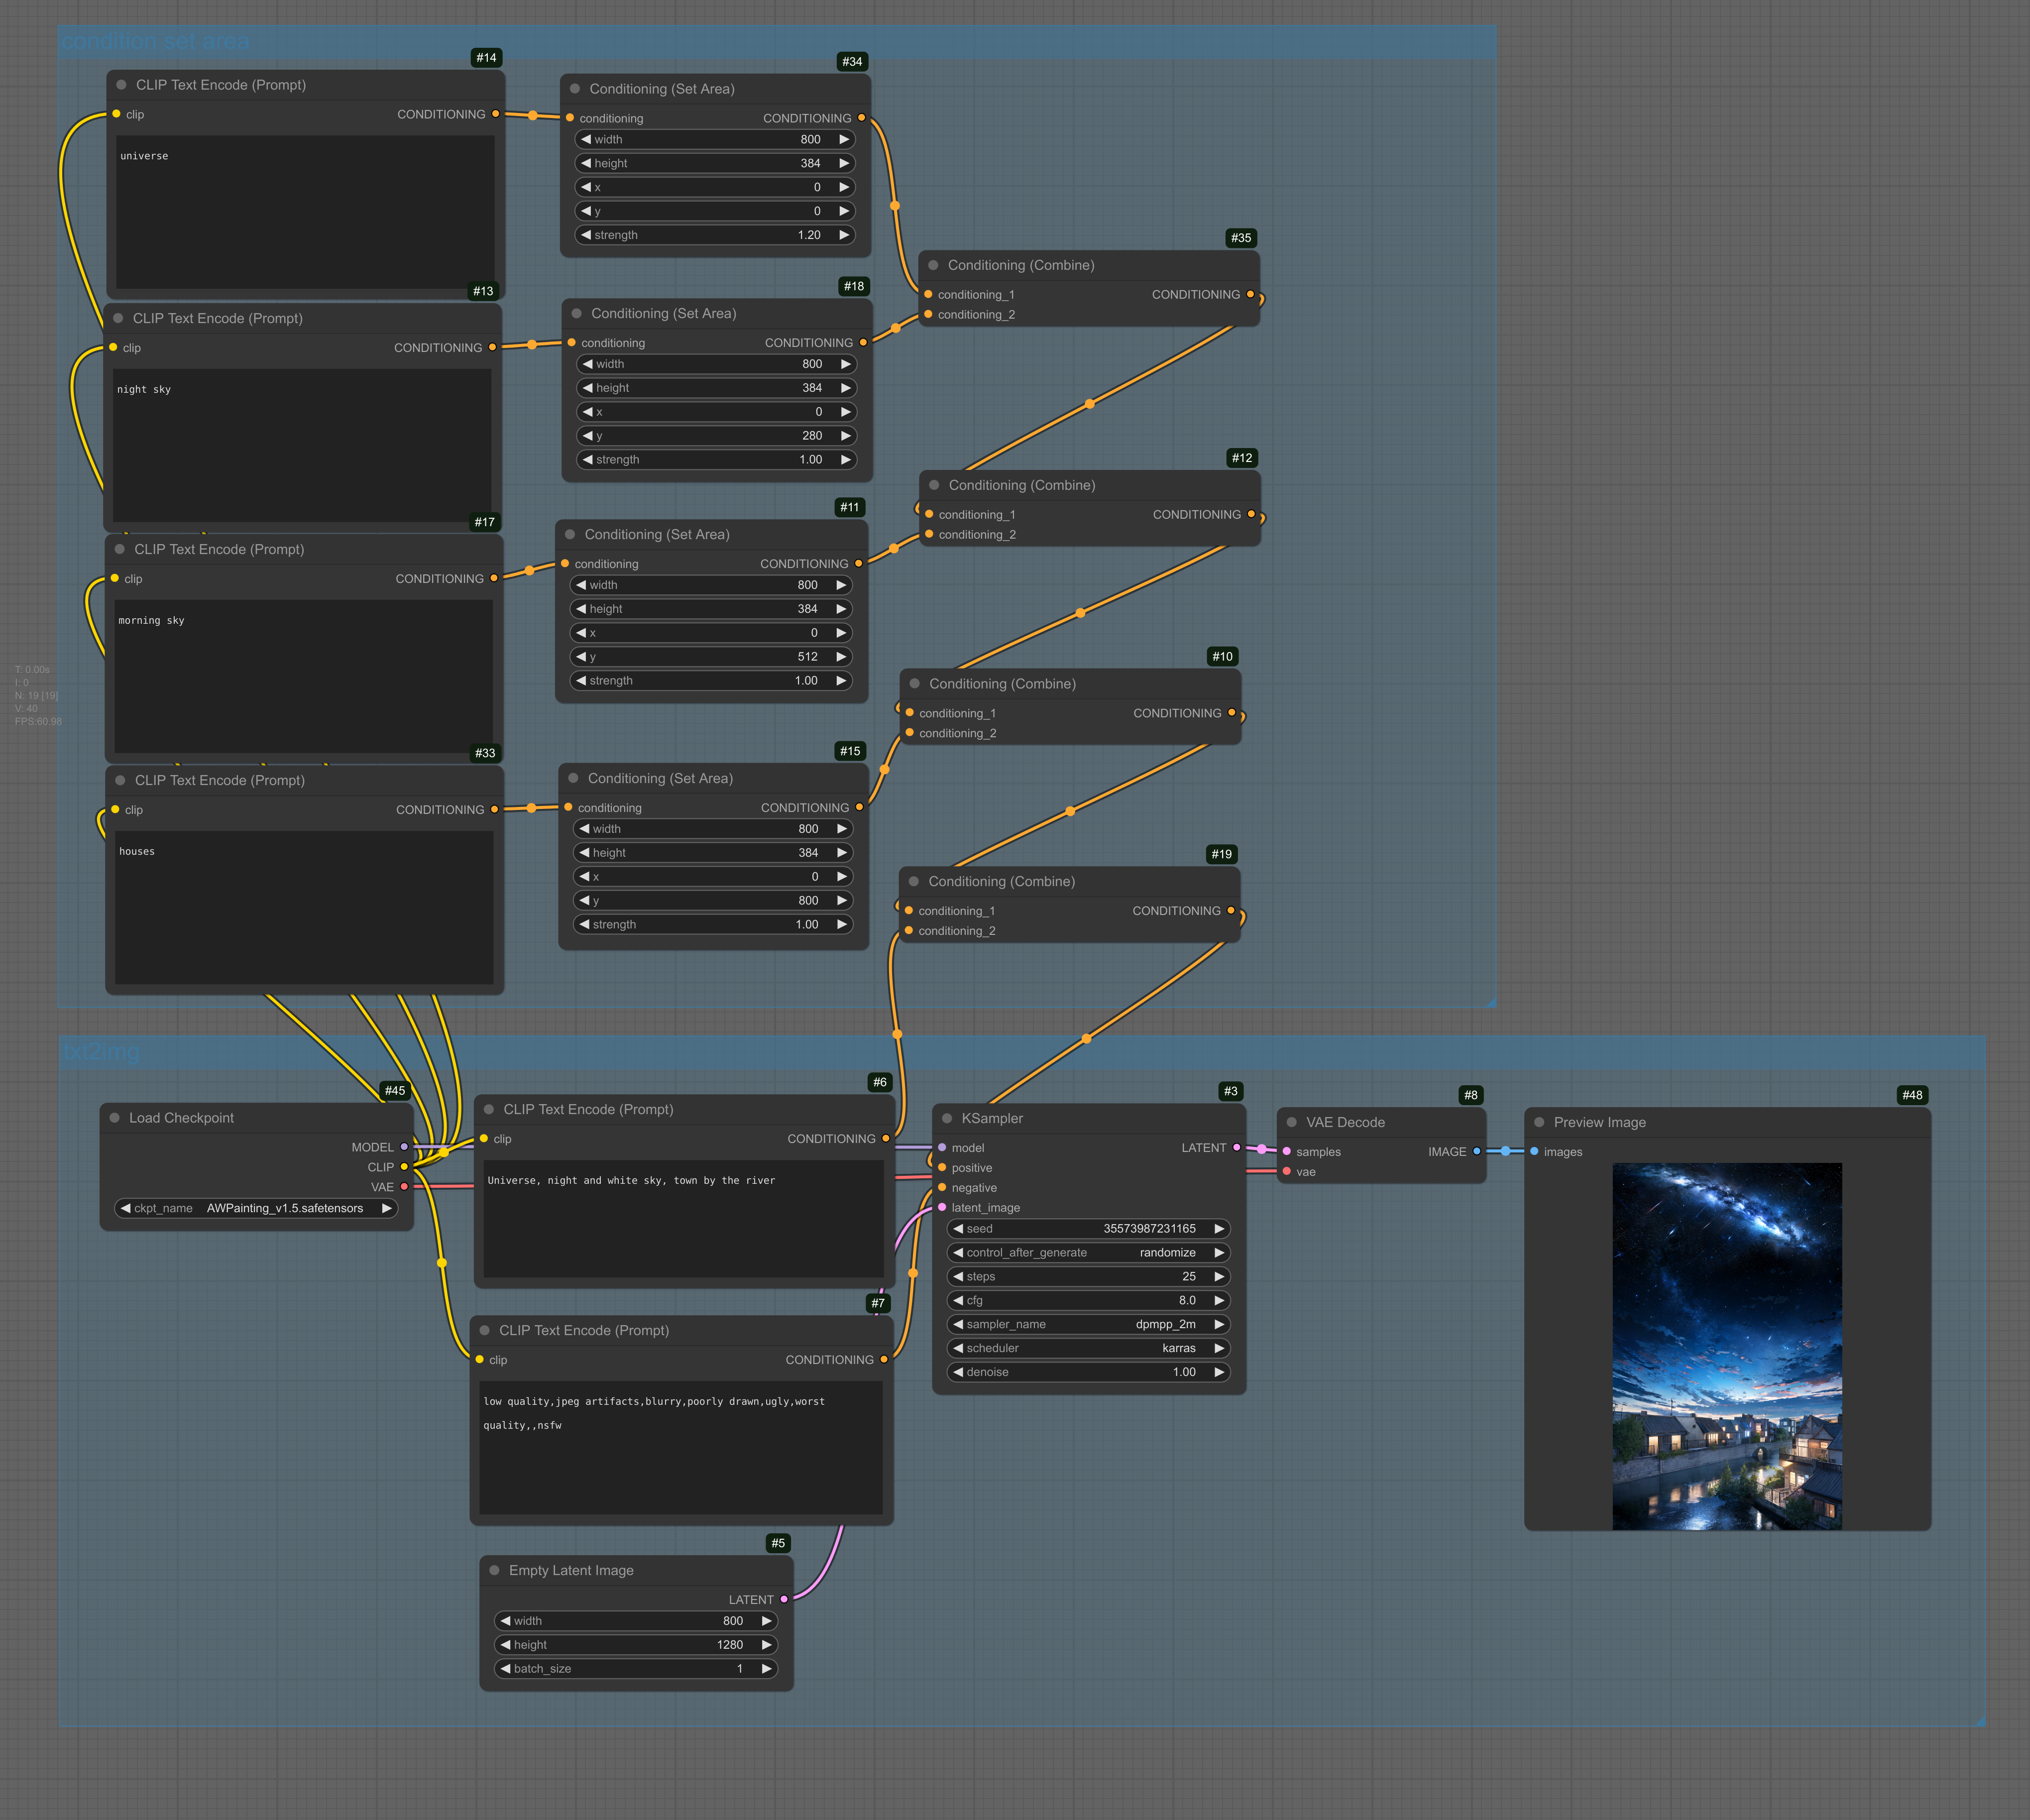 condition set area
#14
CLIP Text Encode (Prompt)
clip CONDITIONING
universe
#34
Conditioning (Set Area)
conditioning CONDITIONING
width 800
height 384
x 0
y 0
strength 1.20
#13
CLIP Text Encode (Prompt)
clip CONDITIONING
night sky
#18
Conditioning (Set Area)
conditioning CONDITIONING
width 800
height 384
x 0
y 280
strength 1.00
#35
Conditioning (Combine)
conditioning_1 CONDITIONING
conditioning_2
#17
CLIP Text Encode (Prompt)
clip CONDITIONING
morning sky
#11
Conditioning (Set Area)
conditioning CONDITIONING
width 800
height 384
x 0
y 512
strength 1.00
#12
Conditioning (Combine)
conditioning_1 CONDITIONING
conditioning_2
T: 0.00s
I: 0
N: 19 [19]
V: 40
FPS:60.98
#33
CLIP Text Encode (Prompt)
clip CONDITIONING
houses
#15
Conditioning (Set Area)
conditioning CONDITIONING
width 800
height 384
x 0
y 800
strength 1.00
#10
Conditioning (Combine)
conditioning_1 CONDITIONING
conditioning_2
#19
Conditioning (Combine)
conditioning_1 CONDITIONING
conditioning_2
txt2img
#45
Load Checkpoint
MODEL
CLIP
VAE
ckpt_name AWPainting_v1.5.safetensors
#6
CLIP Text Encode (Prompt)
clip CONDITIONING
Universe, night and white sky, town by the river
#7
CLIP Text Encode (Prompt)
clip CONDITIONING
low quality,jpeg artifacts,blurry,poorly drawn,ugly,worst
quality,,nsfw
#5
Empty Latent Image
LATENT
width 800
height 1280
batch_size 1
#3
KSampler
model LATENT
positive
negative
latent_image
seed 35573987231165
control_after_generate randomize
steps 25
cfg 8.0
sampler_name dpmpp_2m
scheduler karras
denoise 1.00
#8
VAE Decode
samples IMAGE
vae
#48
Preview Image
images